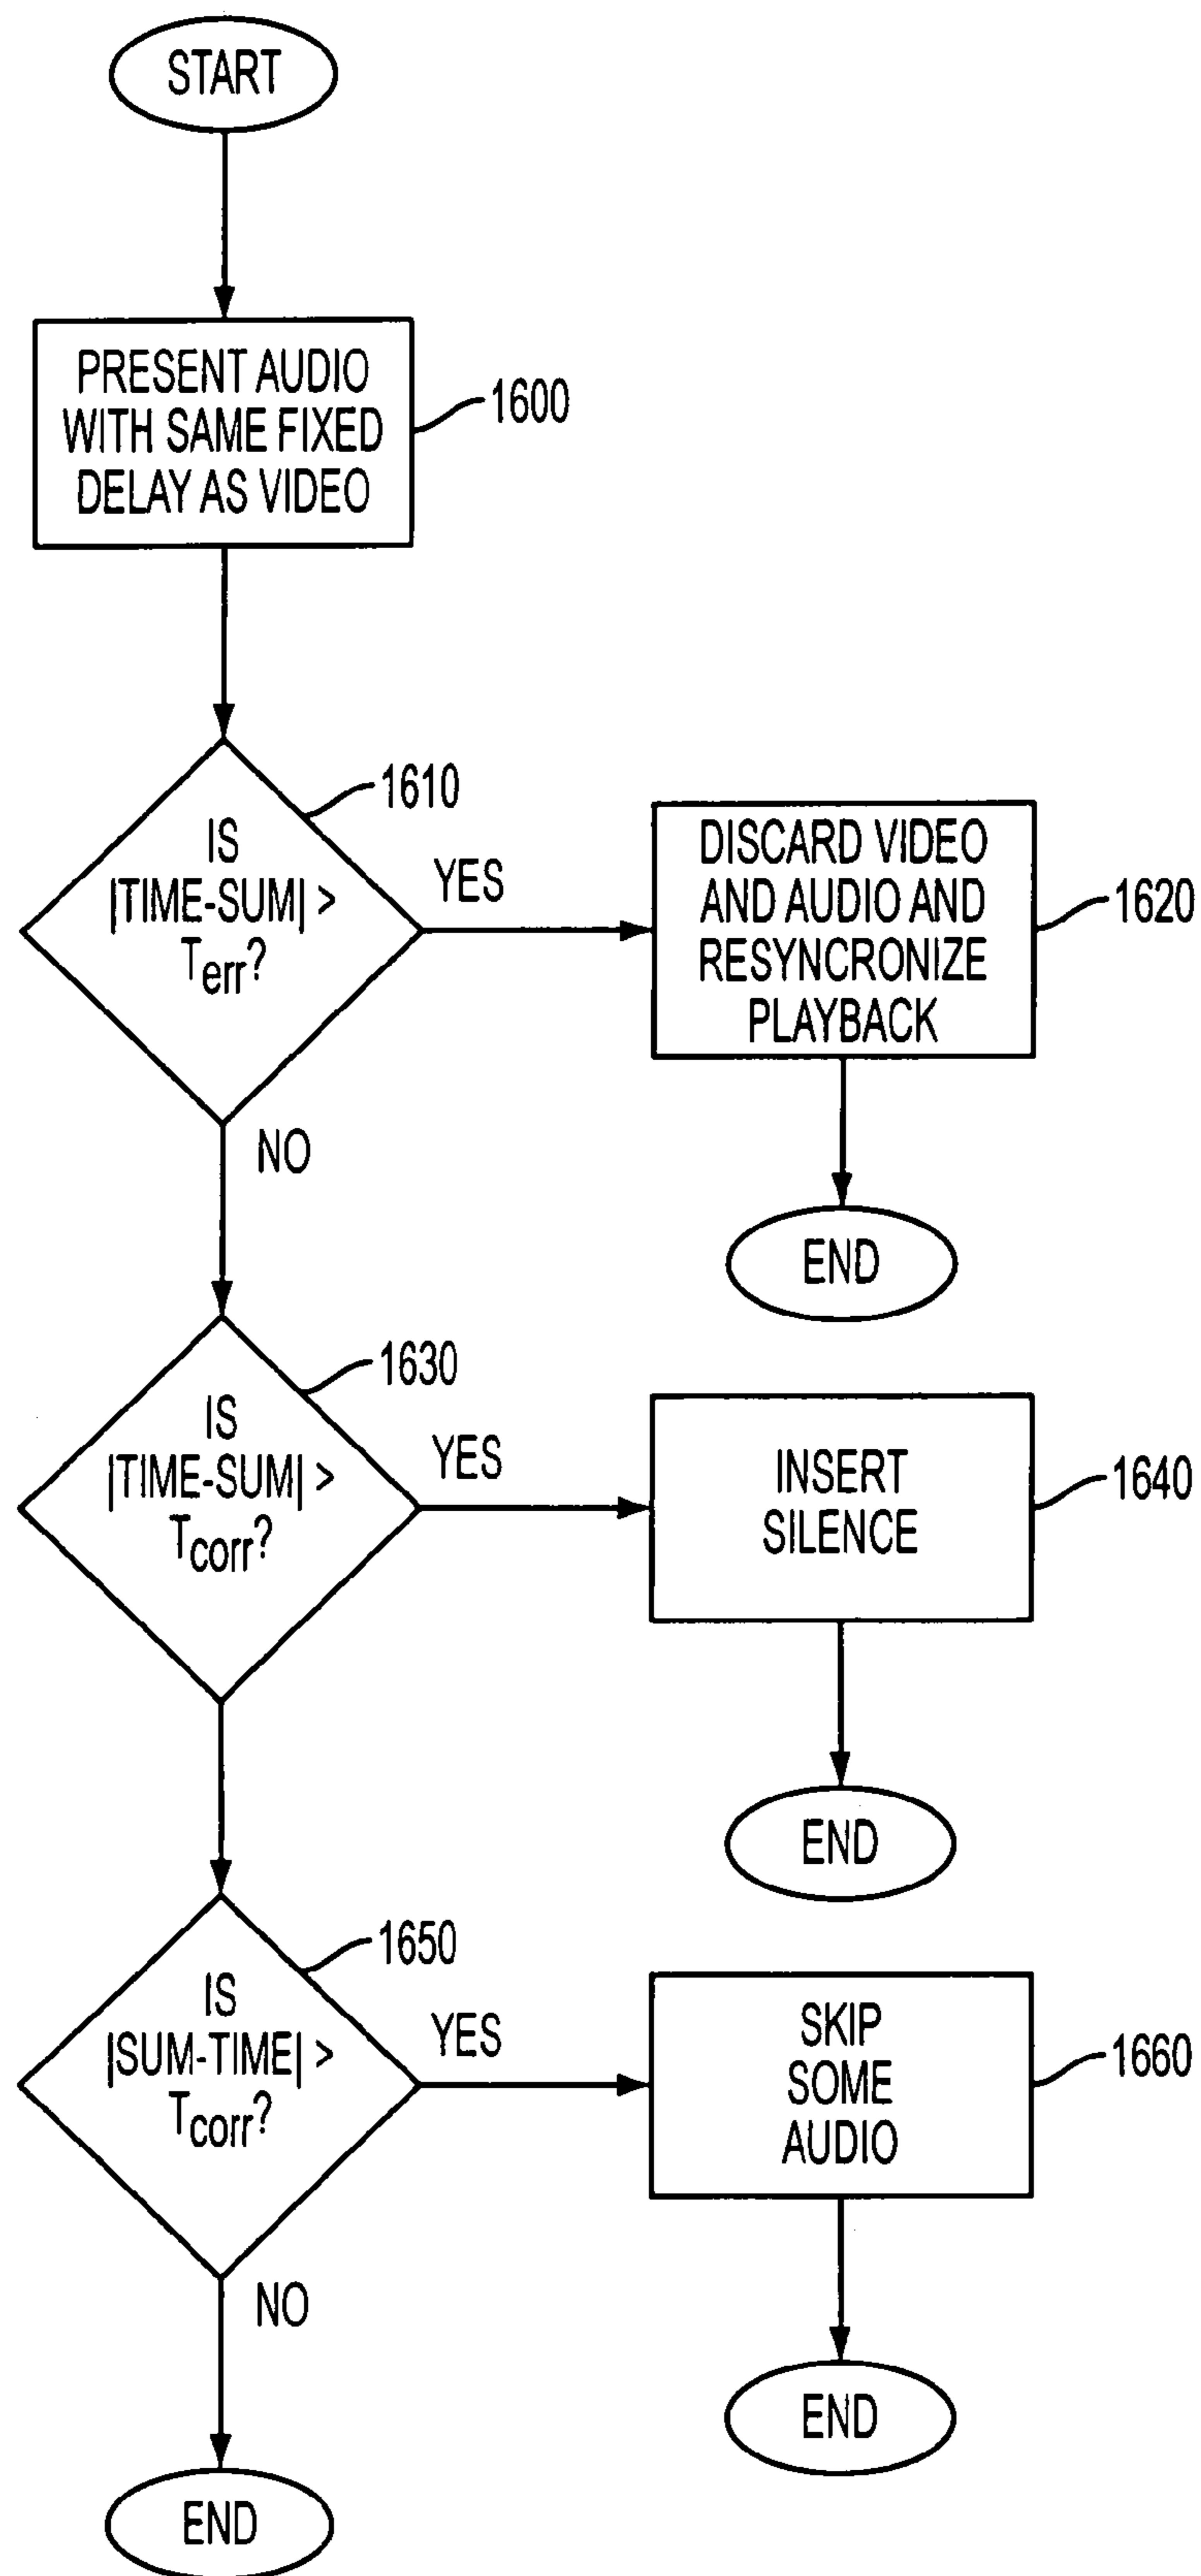 START
PRESENT AUDIO
WITH SAME FIXED
DELAY AS VIDEO
1600
IS
|TIME-SUM| >
Terr?
1610
YES
DISCARD VIDEO
AND AUDIO AND
RESYNCRONIZE
PLAYBACK
1620
END
NO
IS
|TIME-SUM| >
Tcorr?
1630
YES
INSERT
SILENCE
1640
END
IS
|SUM-TIME| >
Tcorr?
1650
YES
SKIP
SOME
AUDIO
1660
END
NO
END